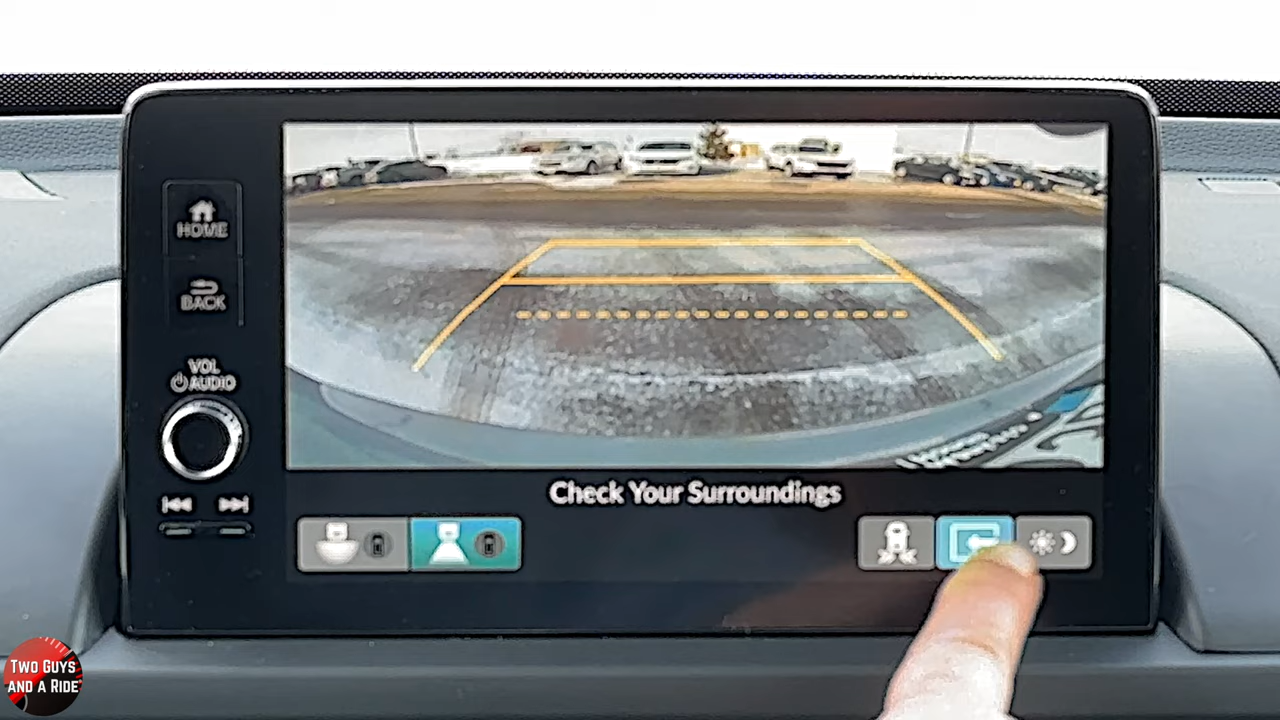 HOME
BACK
VOL
AUDIO
Check Your Surroundings
TWO GUYS
AND A RIDE